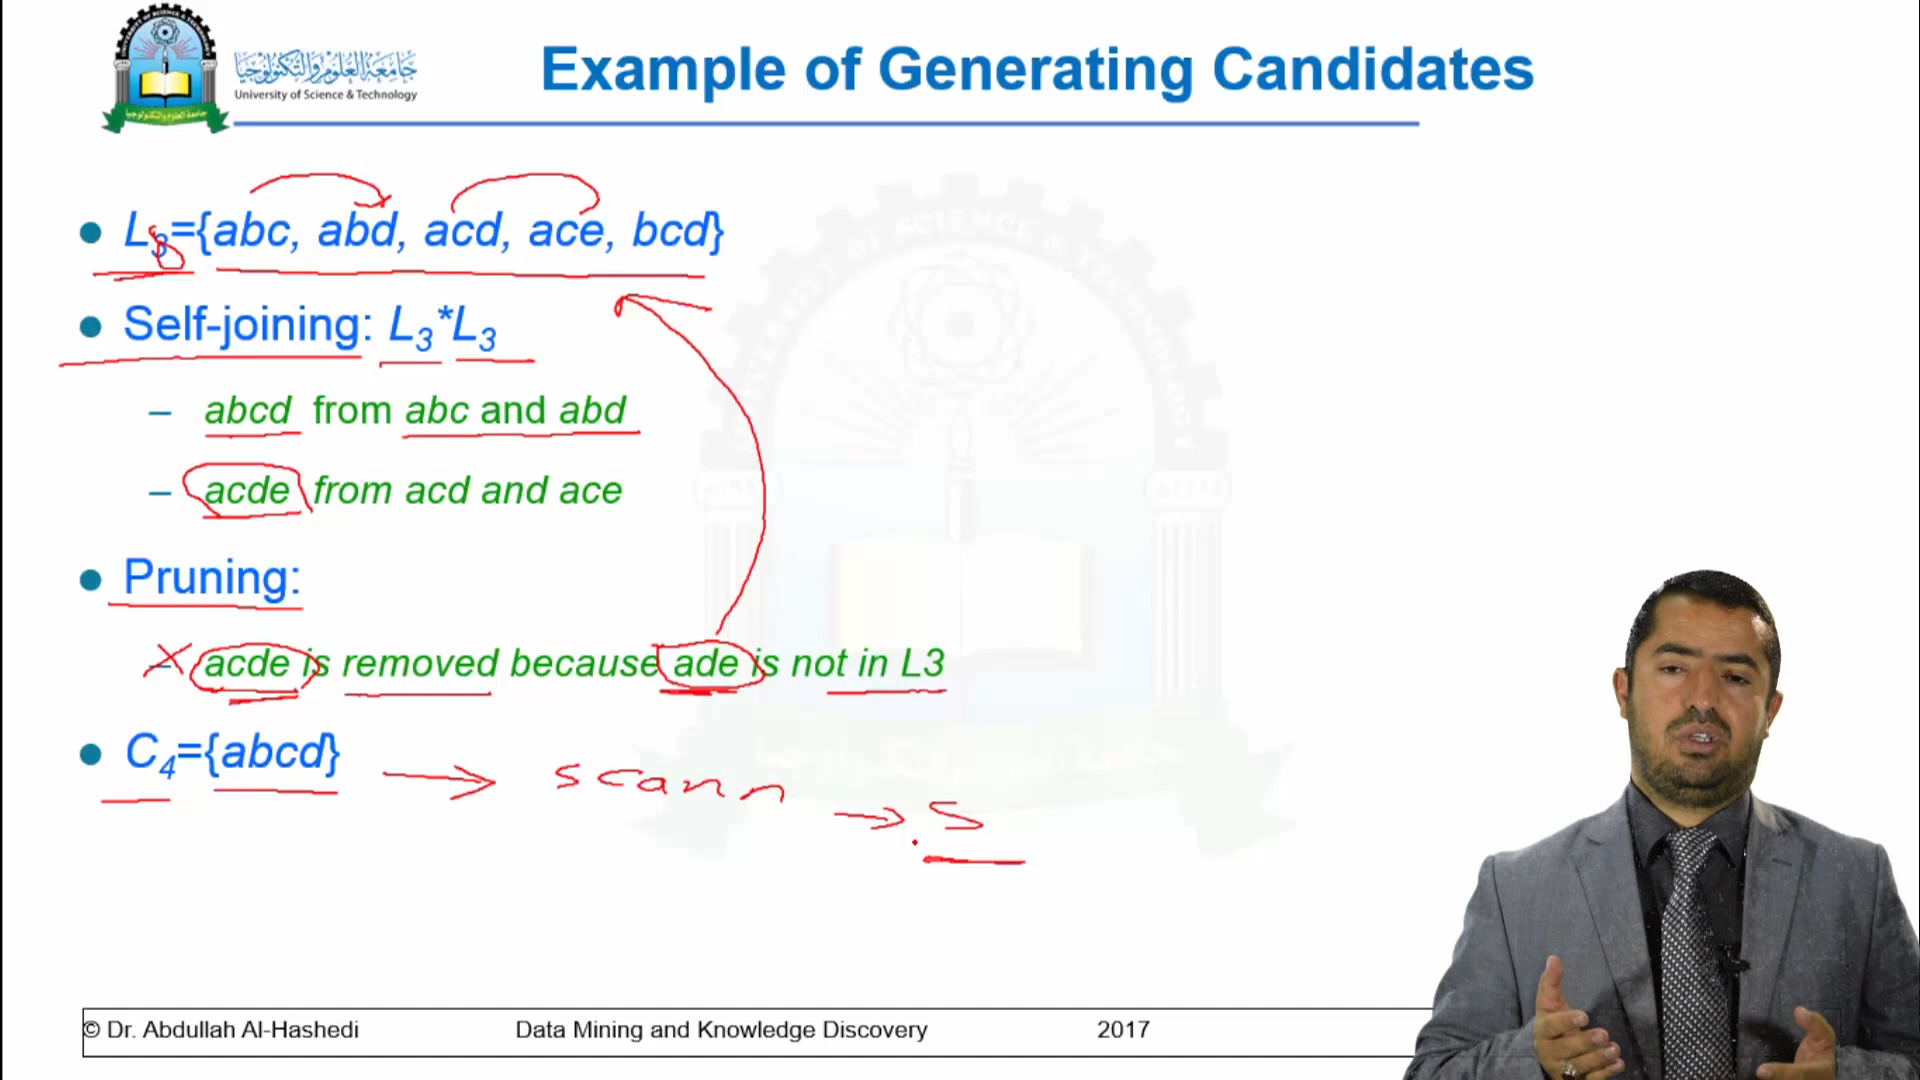 جامعة العلوم والتكنولوجيا
University of Science & Technology
Example of Generating Candidates
L3={abc, abd, acd, ace, bcd}
Self-joining: L3*L3
– abcd from abc and abd
– acde from acd and ace
Pruning:
– acde is removed because ade is not in L3
C4={abcd} → scann → S
© Dr. Abdullah Al-Hashedi Data Mining and Knowledge Discovery 2017